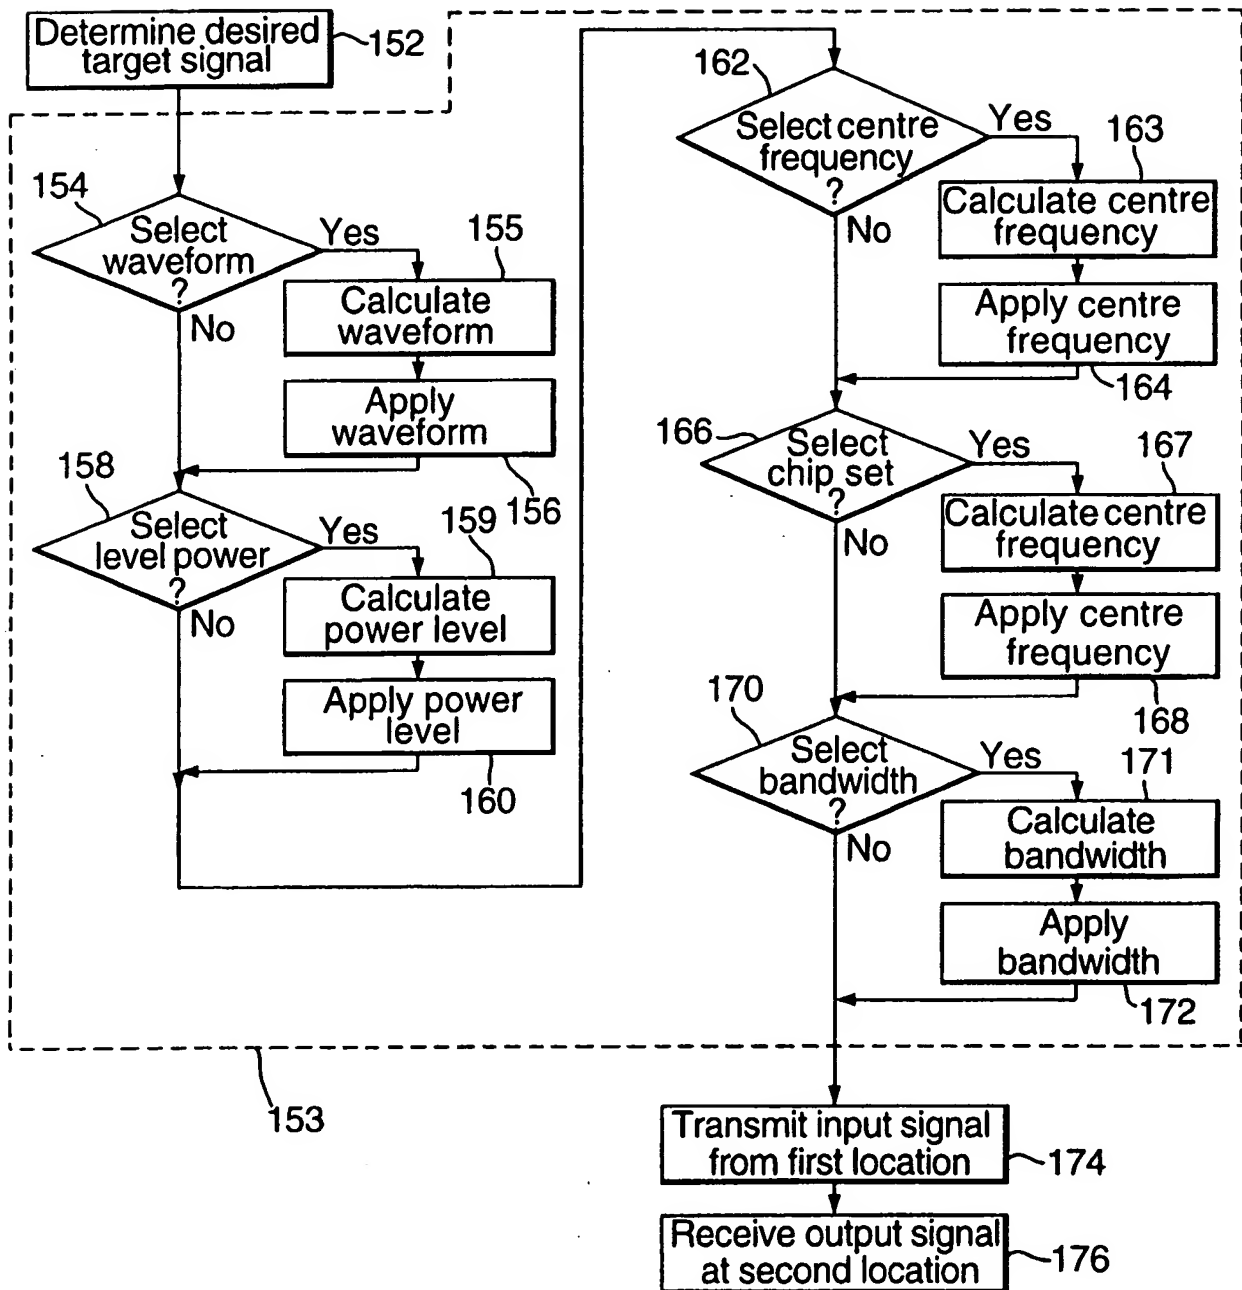 Determine desired
target signal
152
154
Select
waveform
?
Yes
No
155
Calculate
waveform
Apply
waveform
156
158
Select
level power
?
Yes
No
159
Calculate
power level
Apply power
level
160
162
Select centre
frequency
?
Yes
No
163
Calculate centre
frequency
Apply centre
frequency
164
166
Select
chip set
?
Yes
No
167
Calculate centre
frequency
Apply centre
frequency
168
170
Select
bandwidth
?
Yes
No
171
Calculate
bandwidth
Apply
bandwidth
172
153
Transmit input signal
from first location
174
Receive output signal
at second location
176